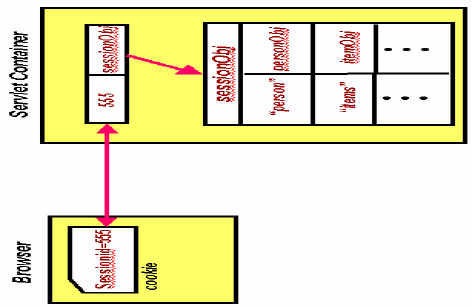 Servlet Container
555
sessionObj
sessionObj
"person"
personObj
"items"
itemObj
• • •
• • •
Browser
Sessionid=555
cookie